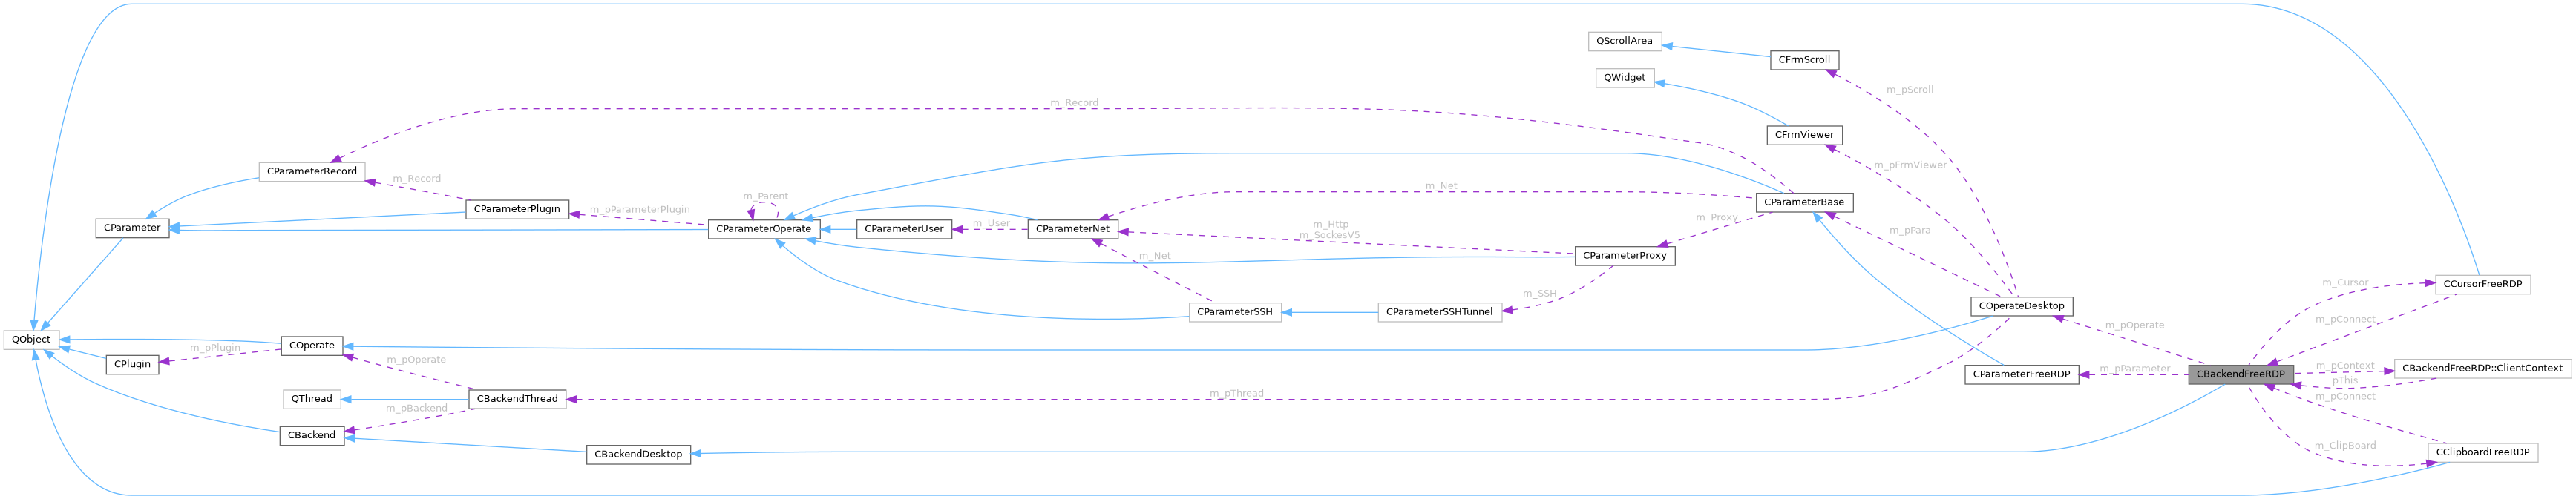 QScrollArea
CFrmScroll
QWidget
m_pScroll
m_Record
CFrmViewer
m_pFrmViewer
CParameterRecord
m_Record
m_Net
m_Parent
CParameterBase
CParameterPlugin
m_pParameterPlugin
m_Proxy
CParameter
CParameterOperate
CParameterUser
m_User
CParameterNet
m_Http
m_SockesV5
m_pPara
m_Net
CParameterProxy
m_Cursor
CCursorFreeRDP
m_SSH
COperateDesktop
CParameterSSH
CParameterSSHTunnel
m_pConnect
m_pOperate
QObject
COperate
m_pPlugin
m_pOperate
CPlugin
m_pContext
CBackendFreeRDP::ClientContext
m_pParameter
CParameterFreeRDP
CBackendFreeRDP
pThis
QThread
CBackendThread
m_pThread
m_pConnect
m_pBackend
CBackend
m_ClipBoard
CBackendDesktop
CClipboardFreeRDP